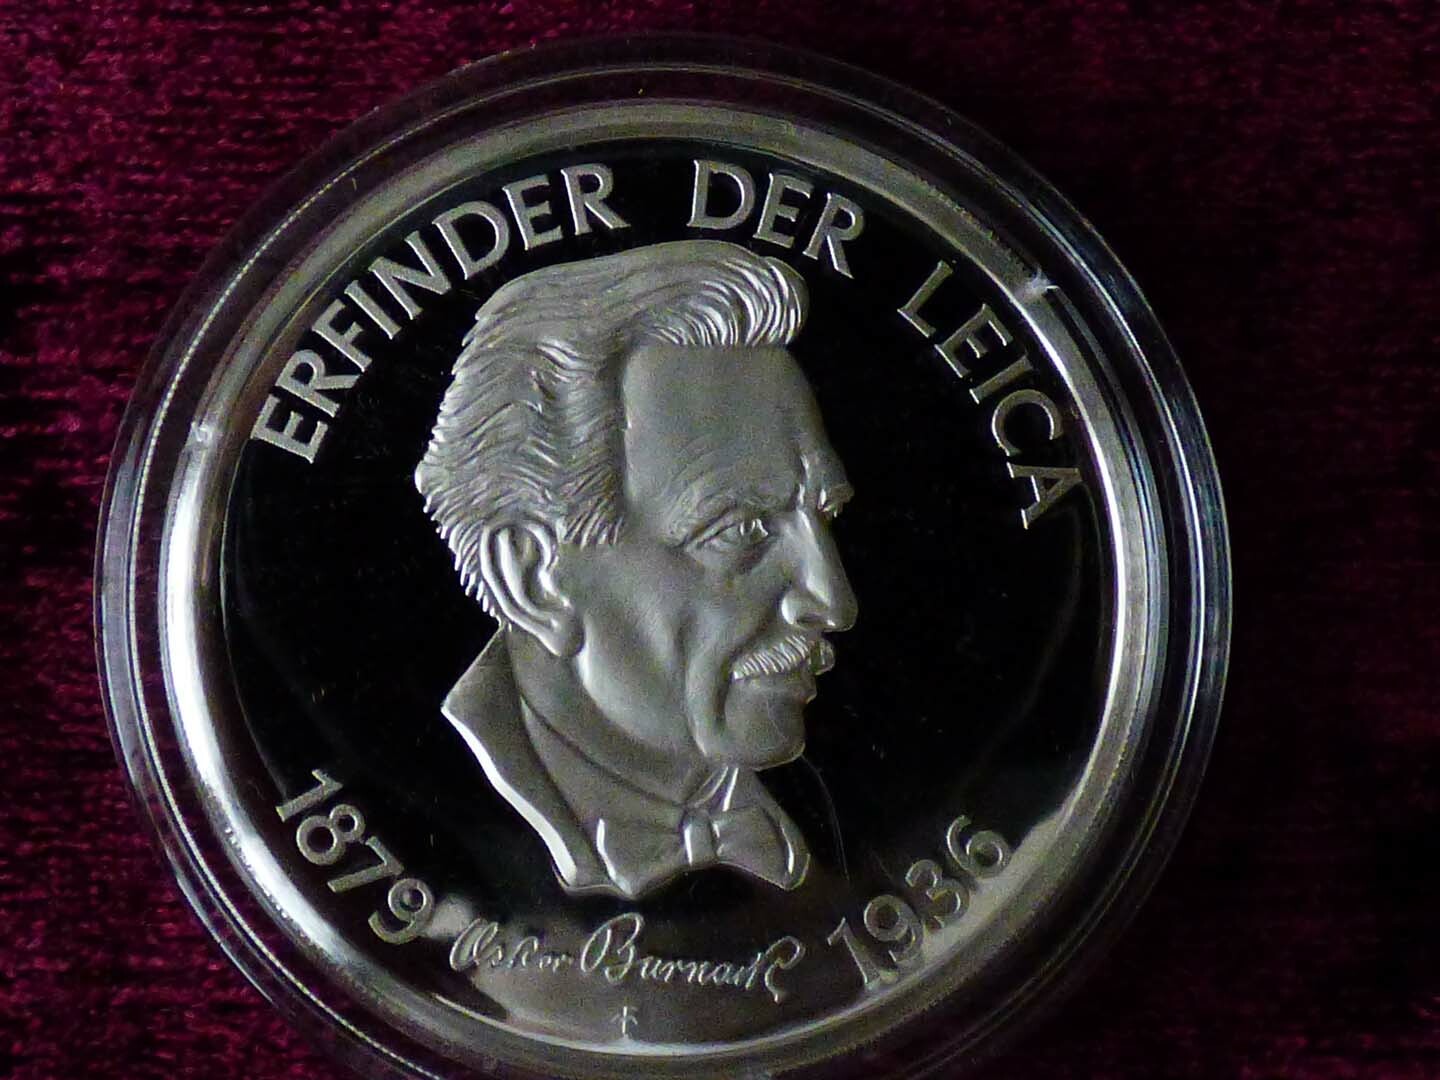 ERFINDER DER LEICA
1879 Oskar Barnack 1936